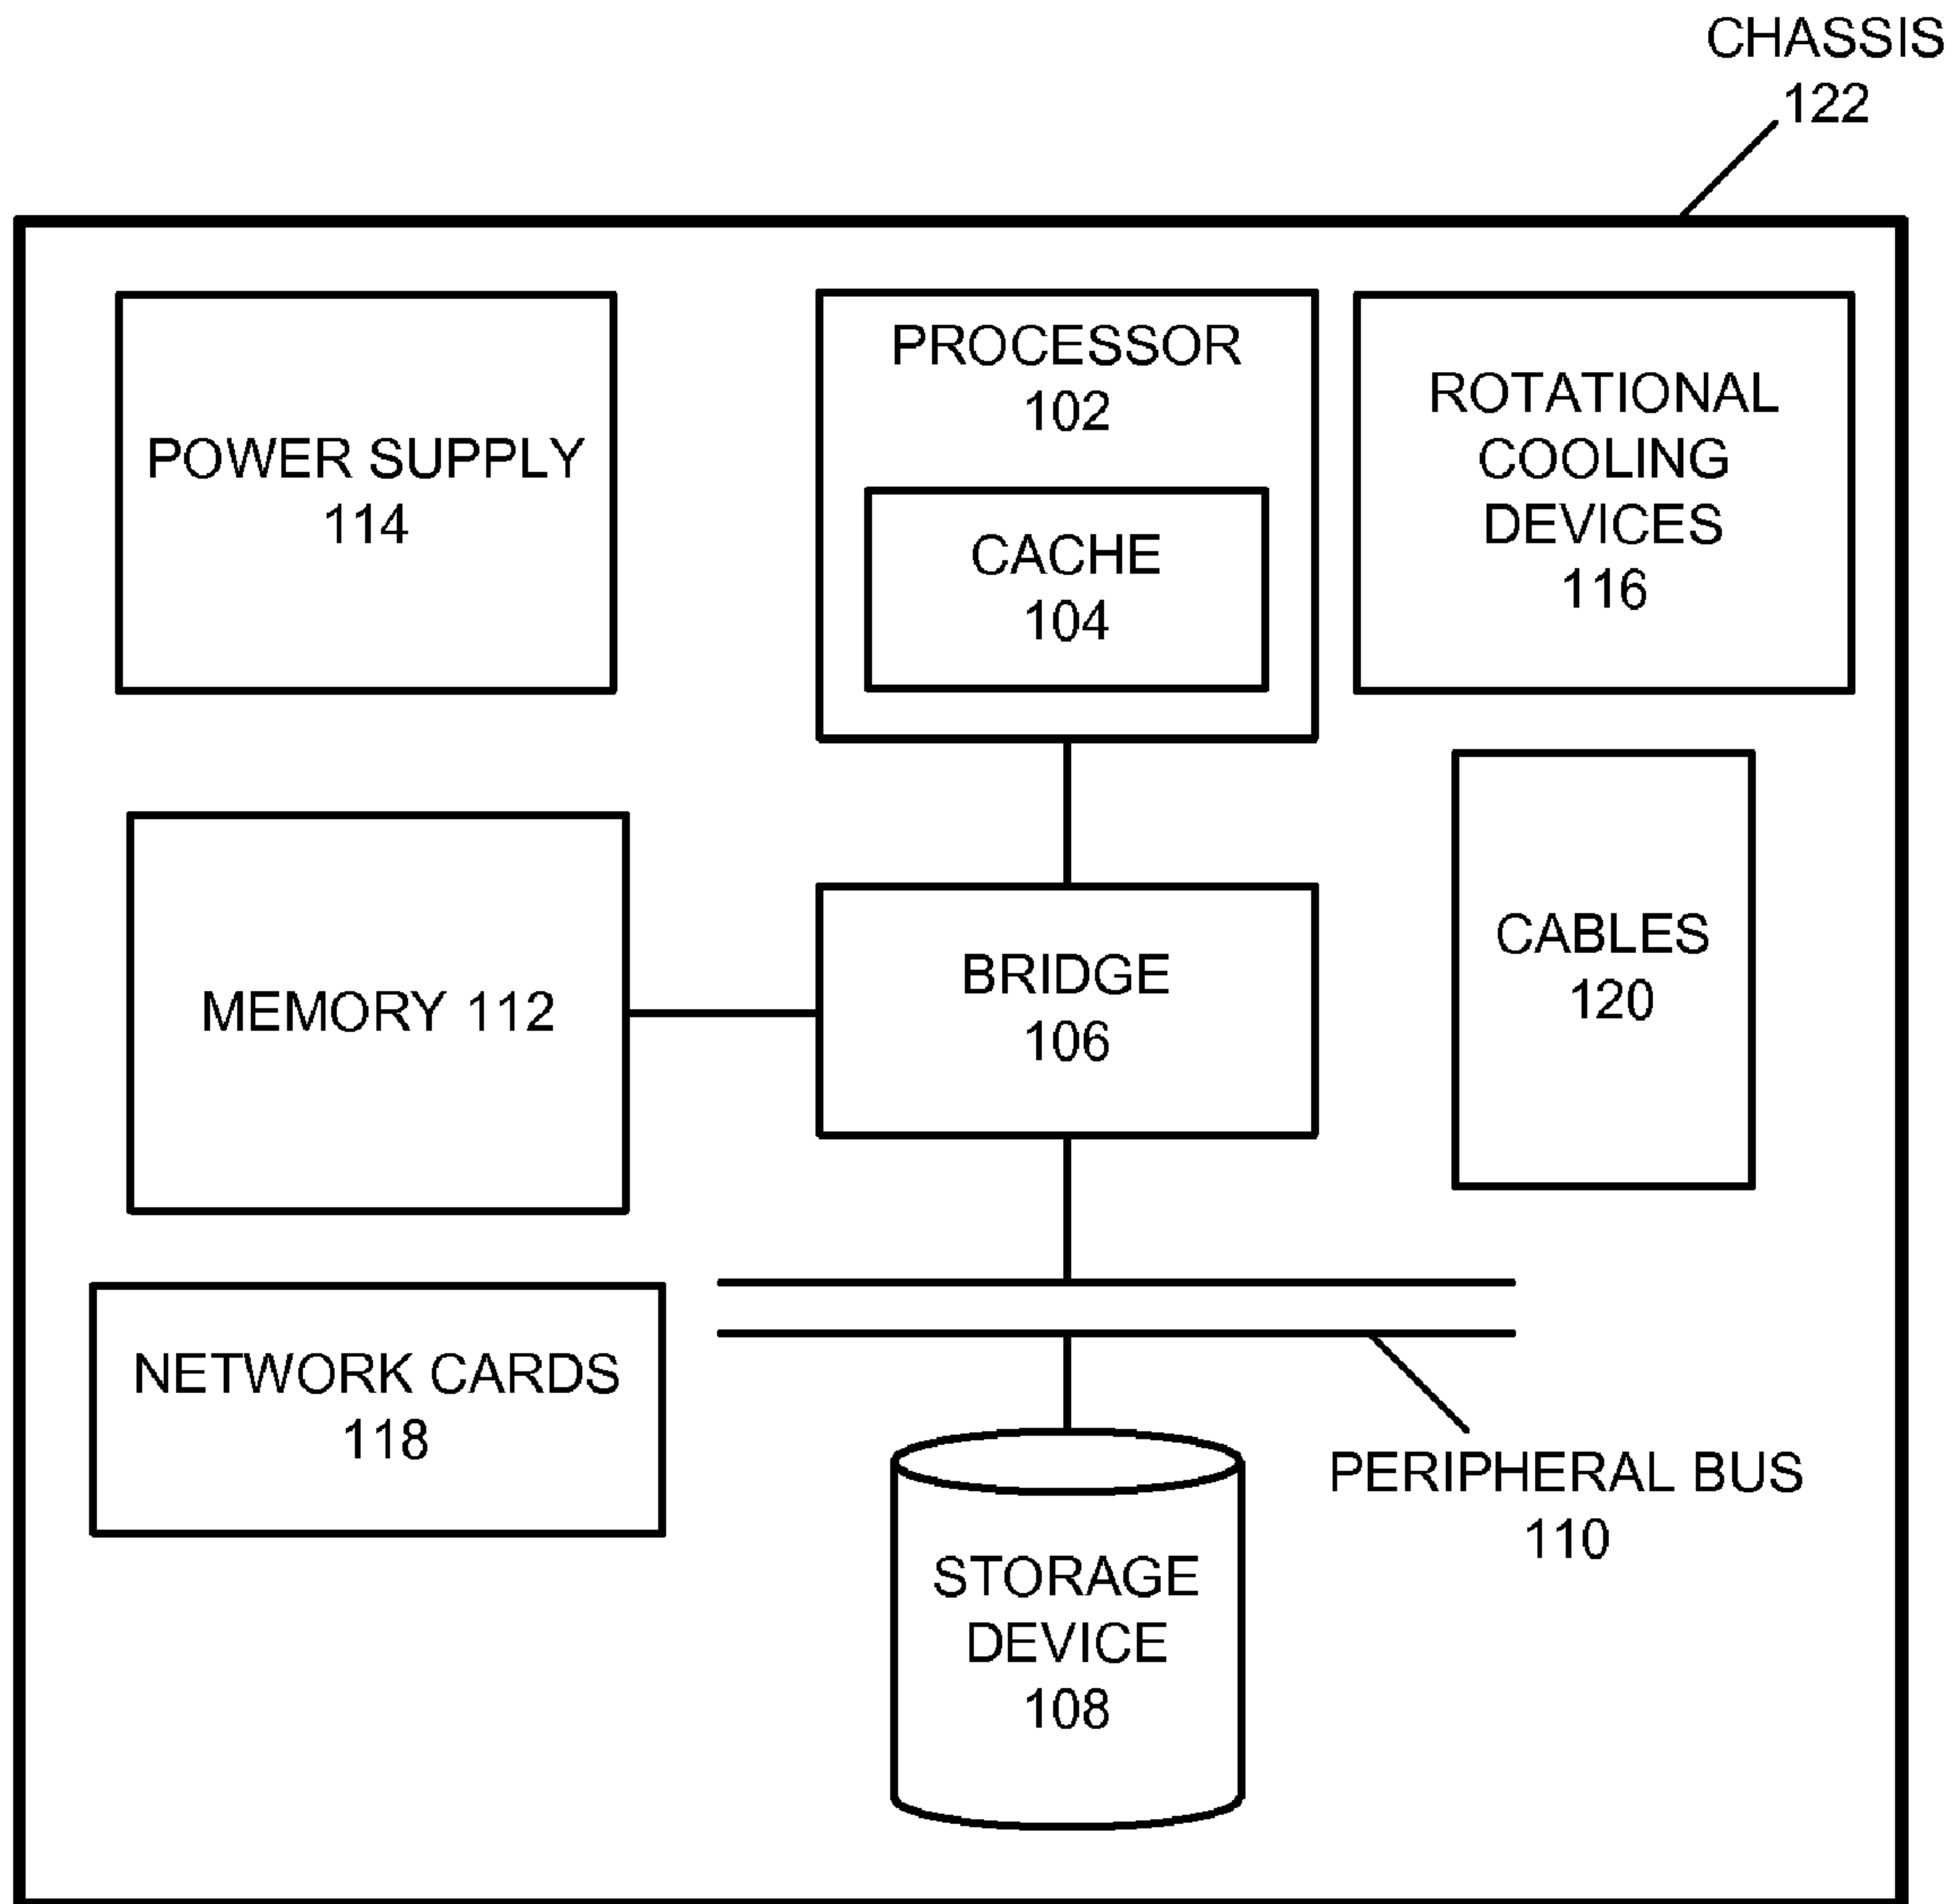 CHASSIS
122
POWER SUPPLY
114
PROCESSOR
102
CACHE
104
ROTATIONAL
COOLING
DEVICES
116
MEMORY 112
BRIDGE
106
CABLES
120
NETWORK CARDS
118
PERIPHERAL BUS
110
STORAGE
DEVICE
108